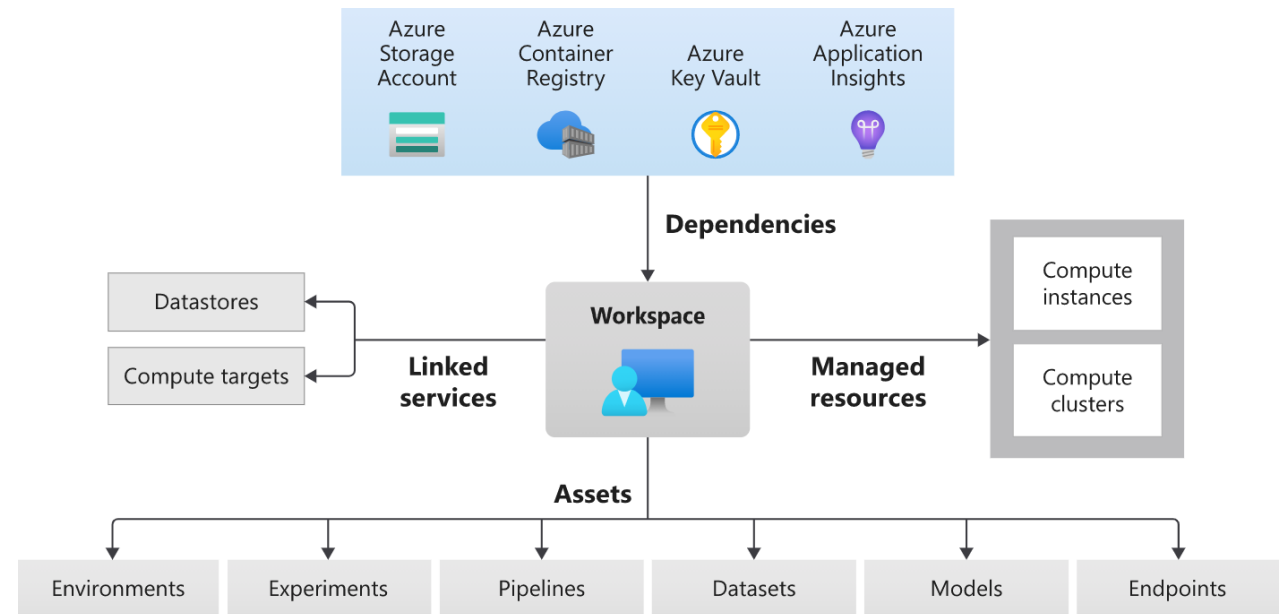 Azure
Storage
Account
Azure
Container
Registry
Azure
Key Vault
Azure
Application
Insights
Dependencies
Datastores
Compute targets
Linked
services
Workspace
Managed
resources
Compute
instances
Compute
clusters
Assets
Environments
Experiments
Pipelines
Datasets
Models
Endpoints